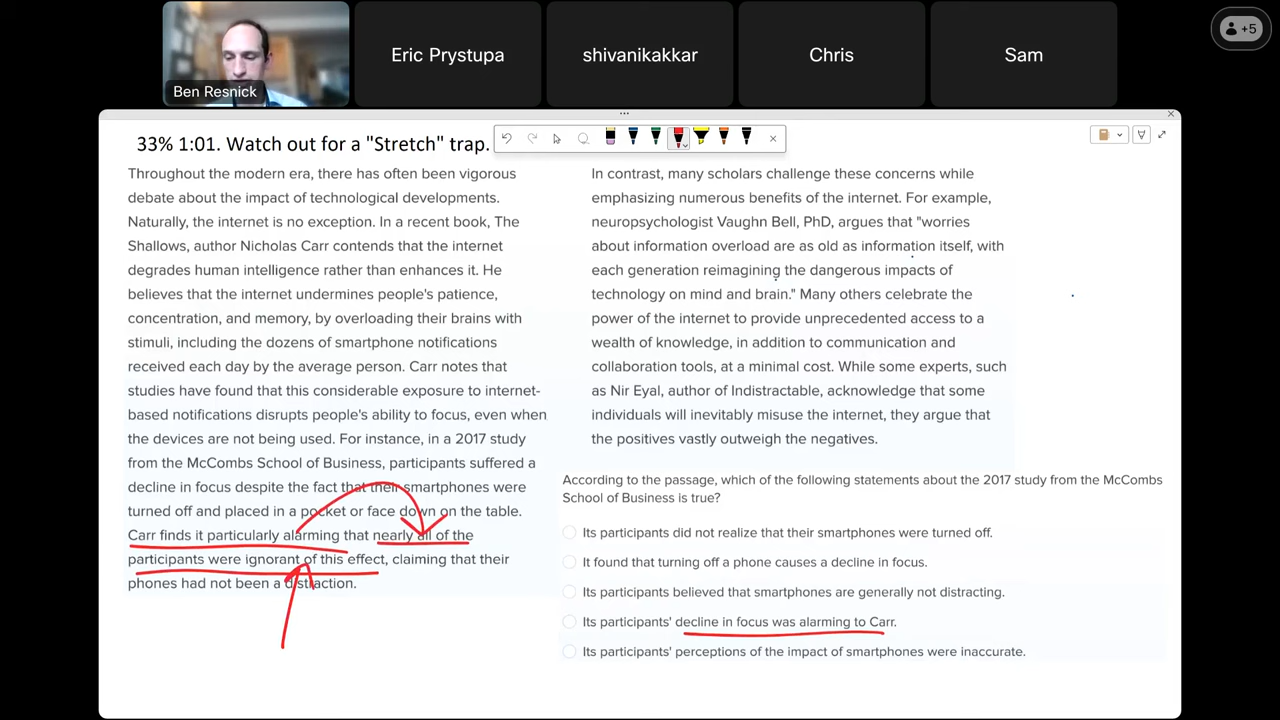 Ben Resnick
Eric Prystupa
shivanikakkar
Chris
Sam
+5
33% 1:01. Watch out for a "Stretch" trap.
Throughout the modern era, there has often been vigorous
debate about the impact of technological developments.
Naturally, the internet is no exception. In a recent book, The
Shallows, author Nicholas Carr contends that the internet
degrades human intelligence rather than enhances it. He
believes that the internet undermines people's patience,
concentration, and memory, by overloading their brains with
stimuli, including the dozens of smartphone notifications
received each day by the average person. Carr notes that
studies have found that this considerable exposure to internet-
based notifications disrupts people's ability to focus, even when
the devices are not being used. For instance, in a 2017 study
from the McCombs School of Business, participants suffered a
decline in focus despite the fact that their smartphones were
turned off and placed in a pocket or face down on the table.
Carr finds it particularly alarming that nearly all of the
participants were ignorant of this effect, claiming that their
phones had not been a distraction.
In contrast, many scholars challenge these concerns while
emphasizing numerous benefits of the internet. For example,
neuropsychologist Vaughn Bell, PhD, argues that "worries
about information overload are as old as information itself, with
each generation reimagining the dangerous impacts of
technology on mind and brain." Many others celebrate the
power of the internet to provide unprecedented access to a
wealth of knowledge, in addition to communication and
collaboration tools, at a minimal cost. While some experts, such
as Nir Eyal, author of Indistractable, acknowledge that some
individuals will inevitably misuse the internet, they argue that
the positives vastly outweigh the negatives.
According to the passage, which of the following statements about the 2017 study from the McCombs
School of Business is true?
Its participants did not realize that their smartphones were turned off.
It found that turning off a phone causes a decline in focus.
Its participants believed that smartphones are generally not distracting.
Its participants' decline in focus was alarming to Carr.
Its participants' perceptions of the impact of smartphones were inaccurate.